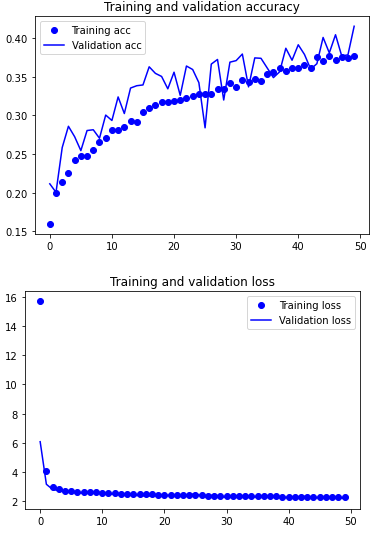 Training and validation accuracy
0.40
0.35
0.30
0.25
0.20
0.15
Training acc
Validation acc
0 10 20 30 40 50
Training and validation loss
16
14
12
10
8
6
4
2
Training loss
Validation loss
0 10 20 30 40 50